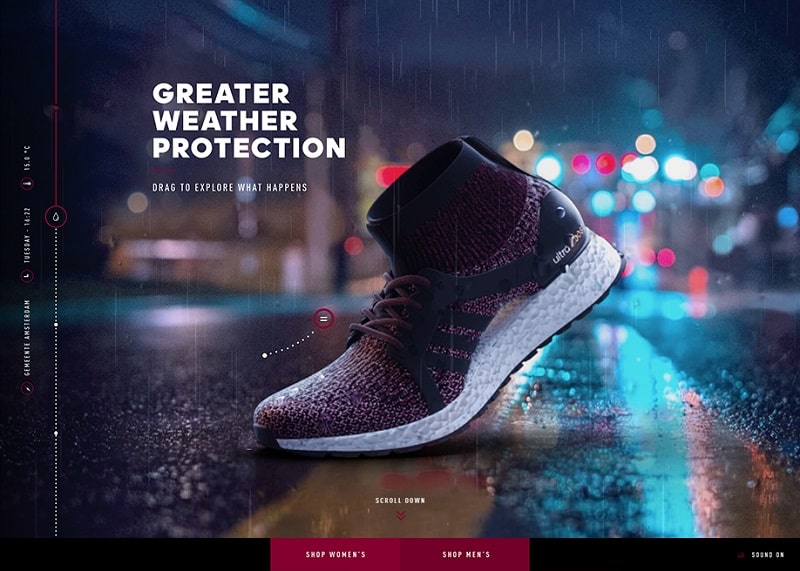 GREATER
WEATHER
PROTECTION
DRAG TO EXPLORE WHAT HAPPENS
15.0 °C
TUESDAY - 16:22
GEMEENTE AMSTERDAM
ultra
SCROLL DOWN
SHOP WOMEN'S
SHOP MEN'S
SOUND ON